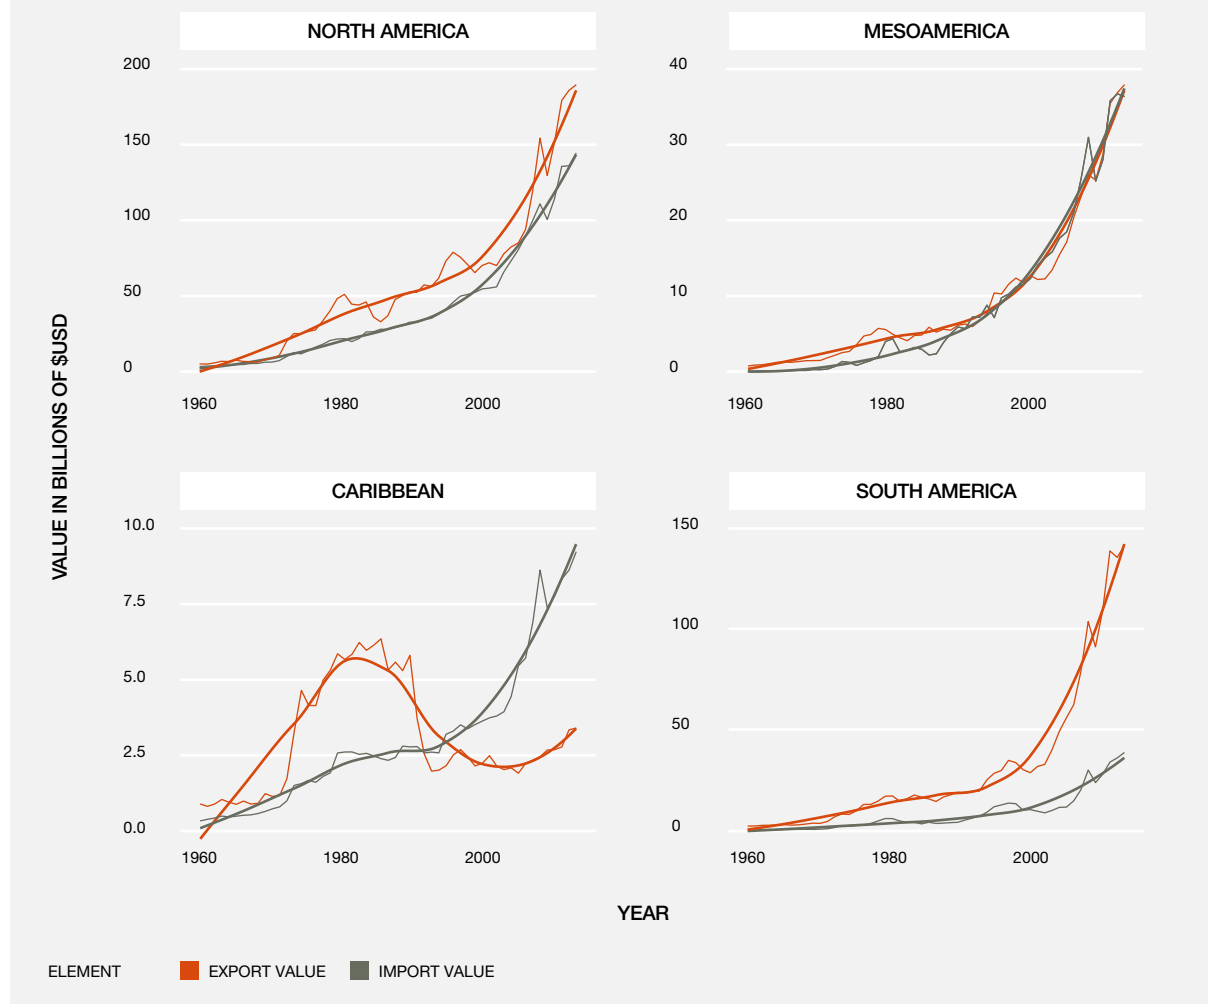 NORTH AMERICA
200
150
100
50
0
1960 1980 2000
MESOAMERICA
40
30
20
10
0
1960 1980 2000
VALUE IN BILLIONS OF $USD
CARIBBEAN
10.0
7.5
5.0
2.5
0.0
1960 1980 2000
SOUTH AMERICA
150
100
50
0
1960 1980 2000
YEAR
ELEMENT EXPORT VALUE IMPORT VALUE